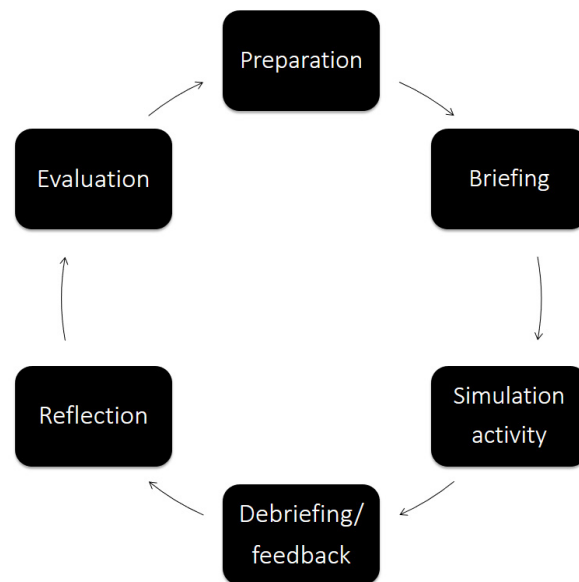 Preparation
Briefing
Simulation
activity
Debriefing/
feedback
Reflection
Evaluation